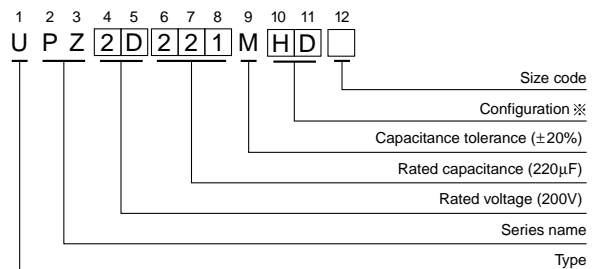 1 2 3 4 5 6 7 8 9 10 11 12
U P Z 2 D 2 2 1 M H D
Size code
Configuration ※
Capacitance tolerance (±20%)
Rated capacitance (220µF)
Rated voltage (200V)
Series name
Type